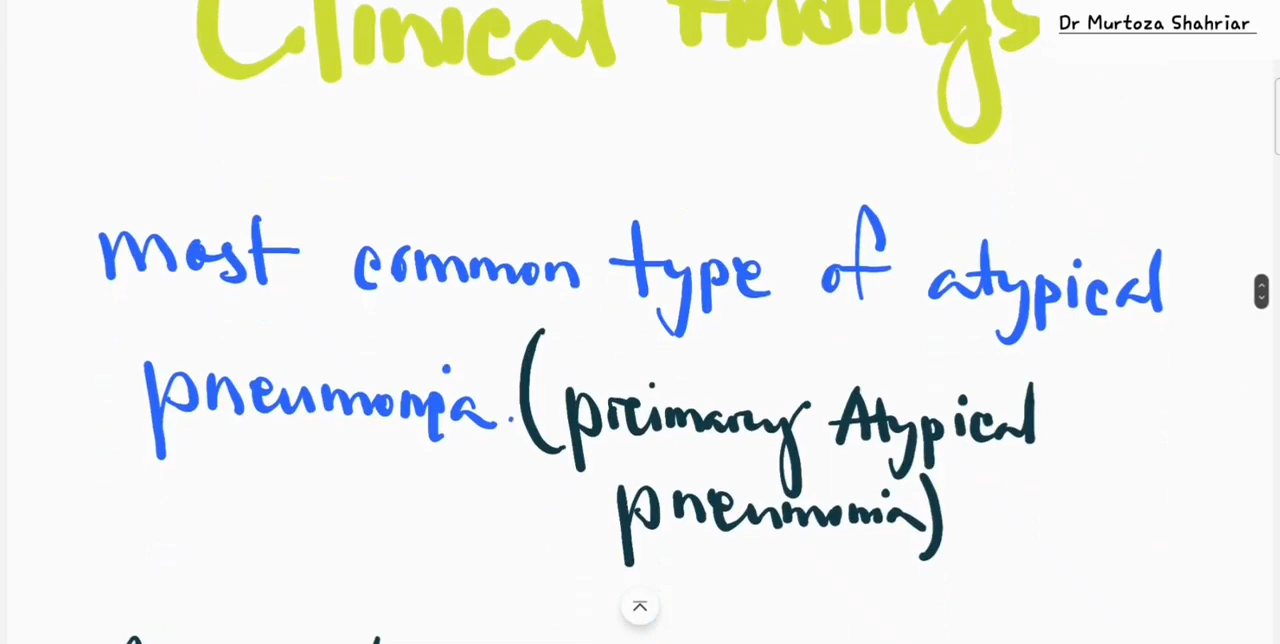 Clinical findings
Dr Murtoza Shahriar
most common type of atypical
pneumonia. (primary Atypical
pneumonia)